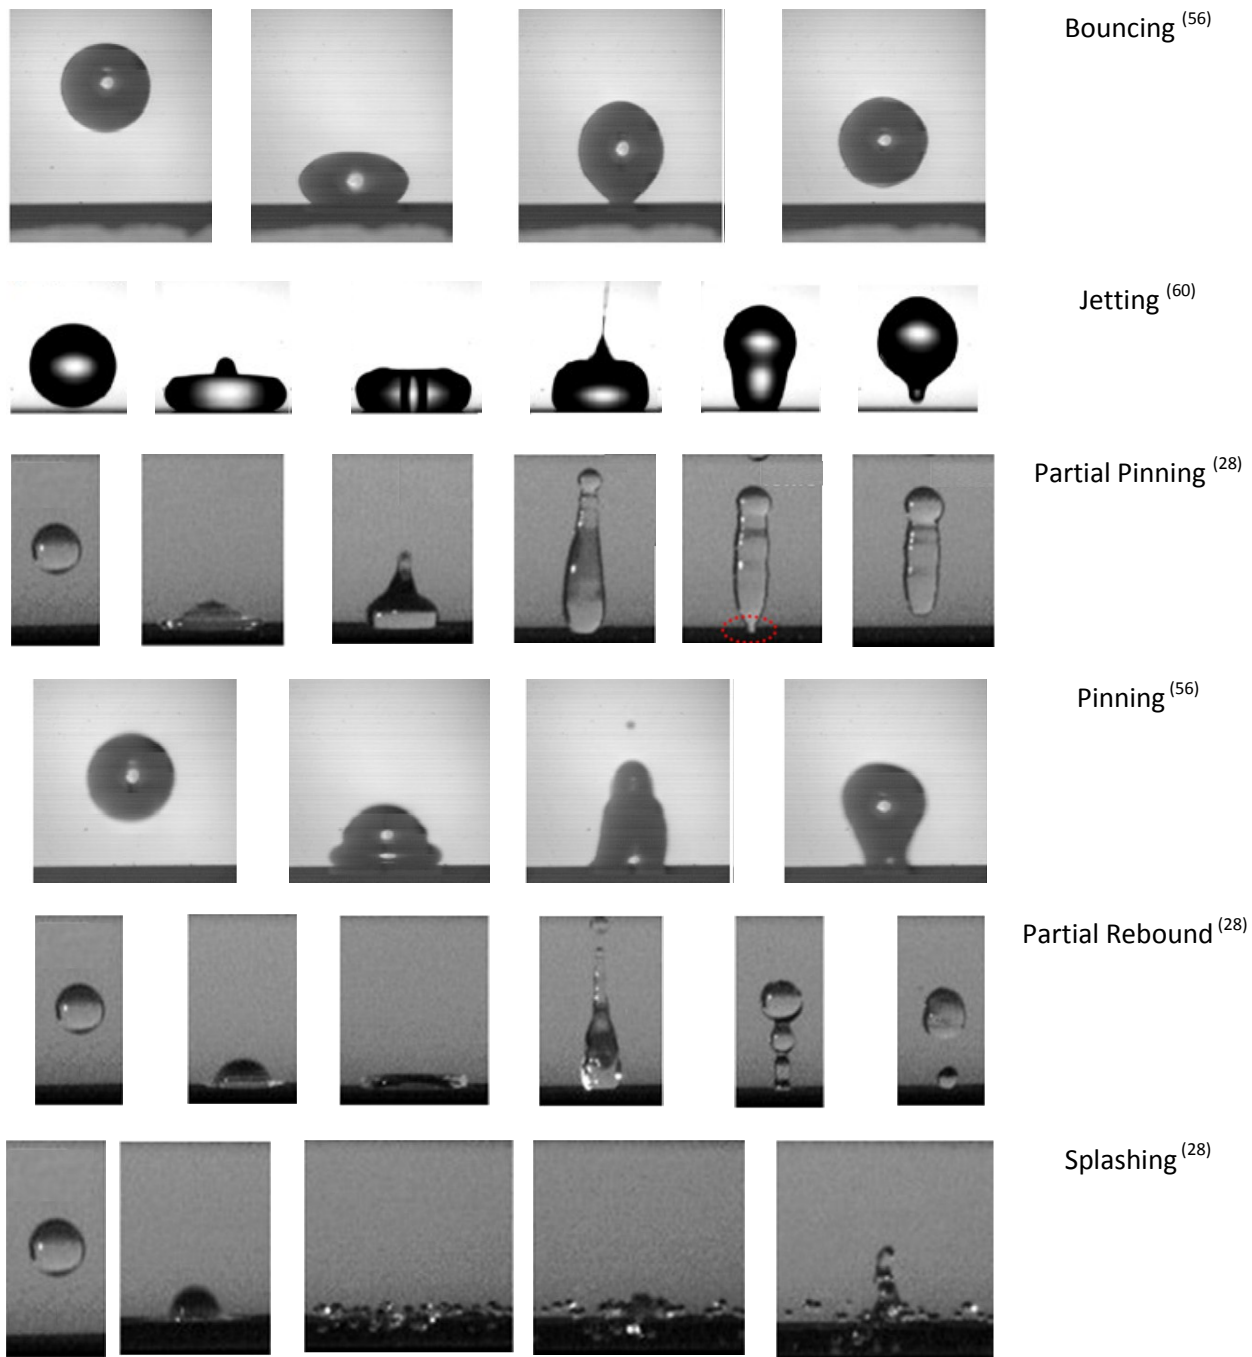 Bouncing (56)
Jetting (60)
Partial Pinning (28)
Pinning (56)
Partial Rebound (28)
Splashing (28)